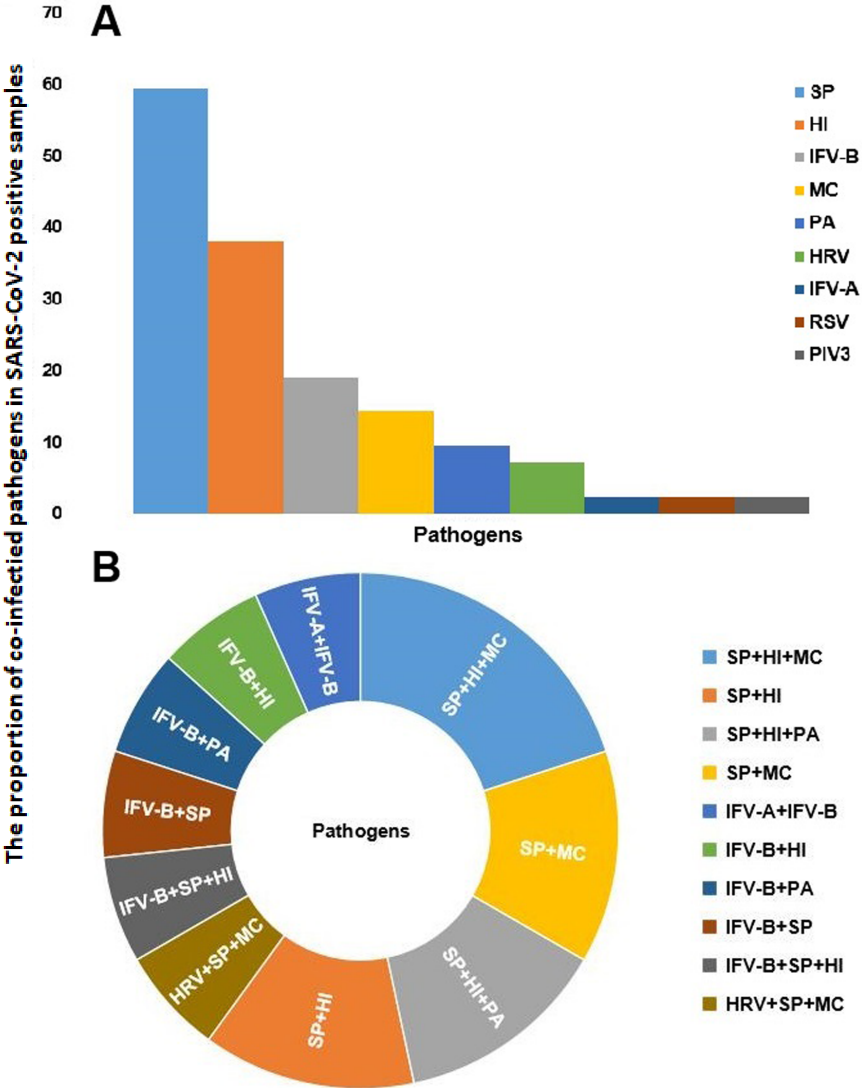 A
The proportion of co-infectied pathogens in SARS-CoV-2 positive samples
70
60
50
40
30
20
10
0
Pathogens
SP
HI
IFV-B
MC
PA
HRV
IFV-A
RSV
PIV3
B
SP+HI+MC
SP+MC
SP+HI+PA
SP+HI
HRV+SP+MC
IFV-B+SP+HI
IFV-B+SP
IFV-B+PA
IFV-B+HI
IFV-A+IFV-B
Pathogens
SP+HI+MC
SP+HI
SP+HI+PA
SP+MC
IFV-A+IFV-B
IFV-B+HI
IFV-B+PA
IFV-B+SP
IFV-B+SP+HI
HRV+SP+MC